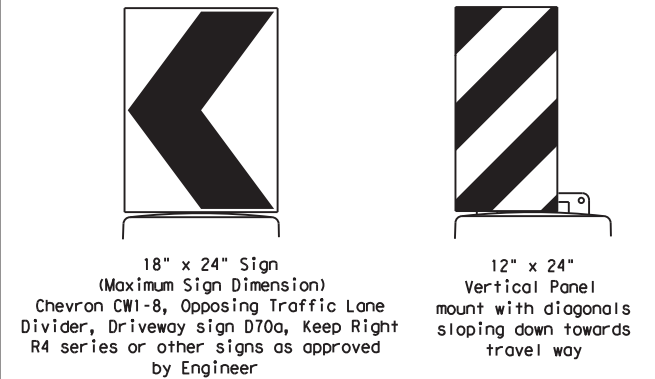 18" x 24" Sign
(Maximum Sign Dimension)
Chevron CW1-8, Opposing Traffic Lane
Divider, Driveway sign D70a, Keep Right
R4 series or other signs as approved
by Engineer
12" x 24"
Vertical Panel
mount with diagonals
sloping down towards
travel way